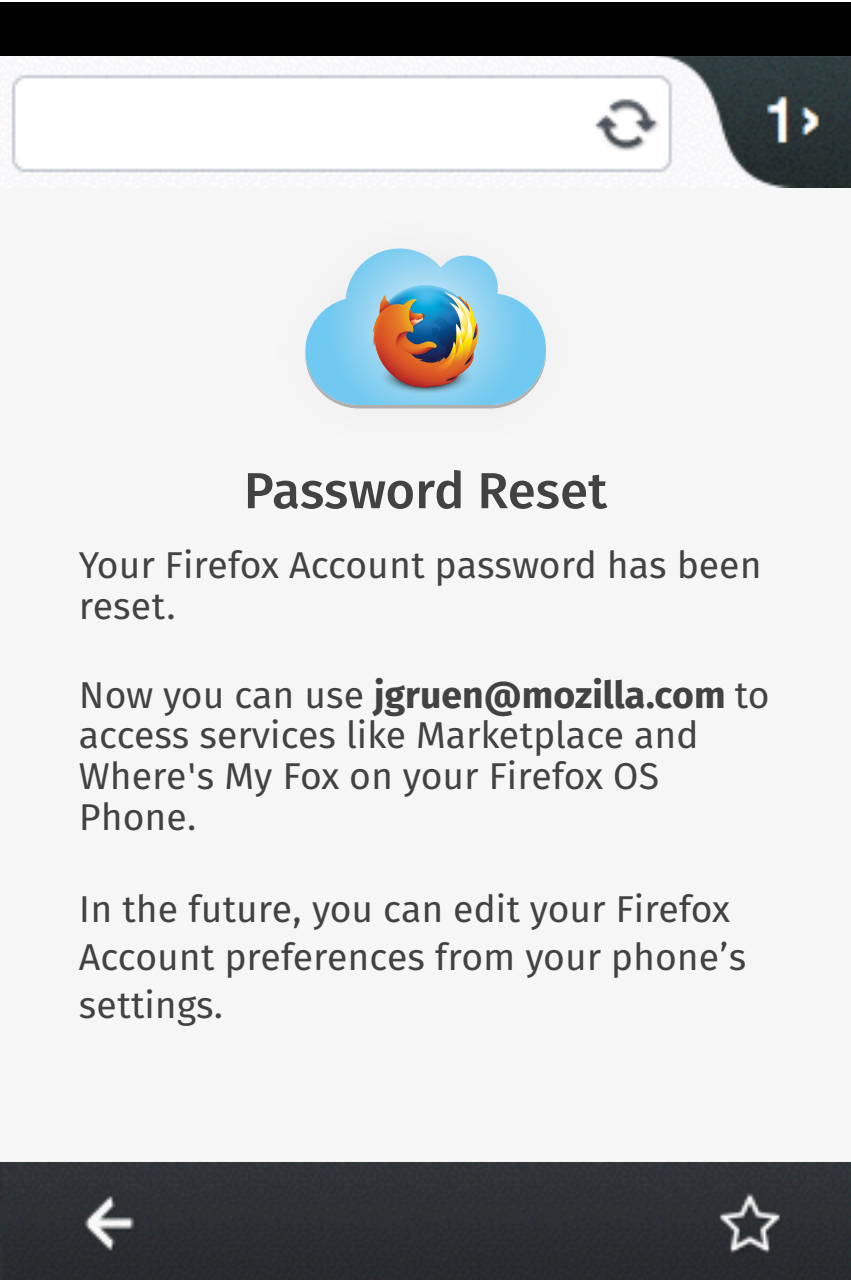 1›
Password Reset
Your Firefox Account password has been
reset.
Now you can use jgruen@mozilla.com to
access services like Marketplace and
Where's My Fox on your Firefox OS
Phone.
In the future, you can edit your Firefox
Account preferences from your phone’s
settings.